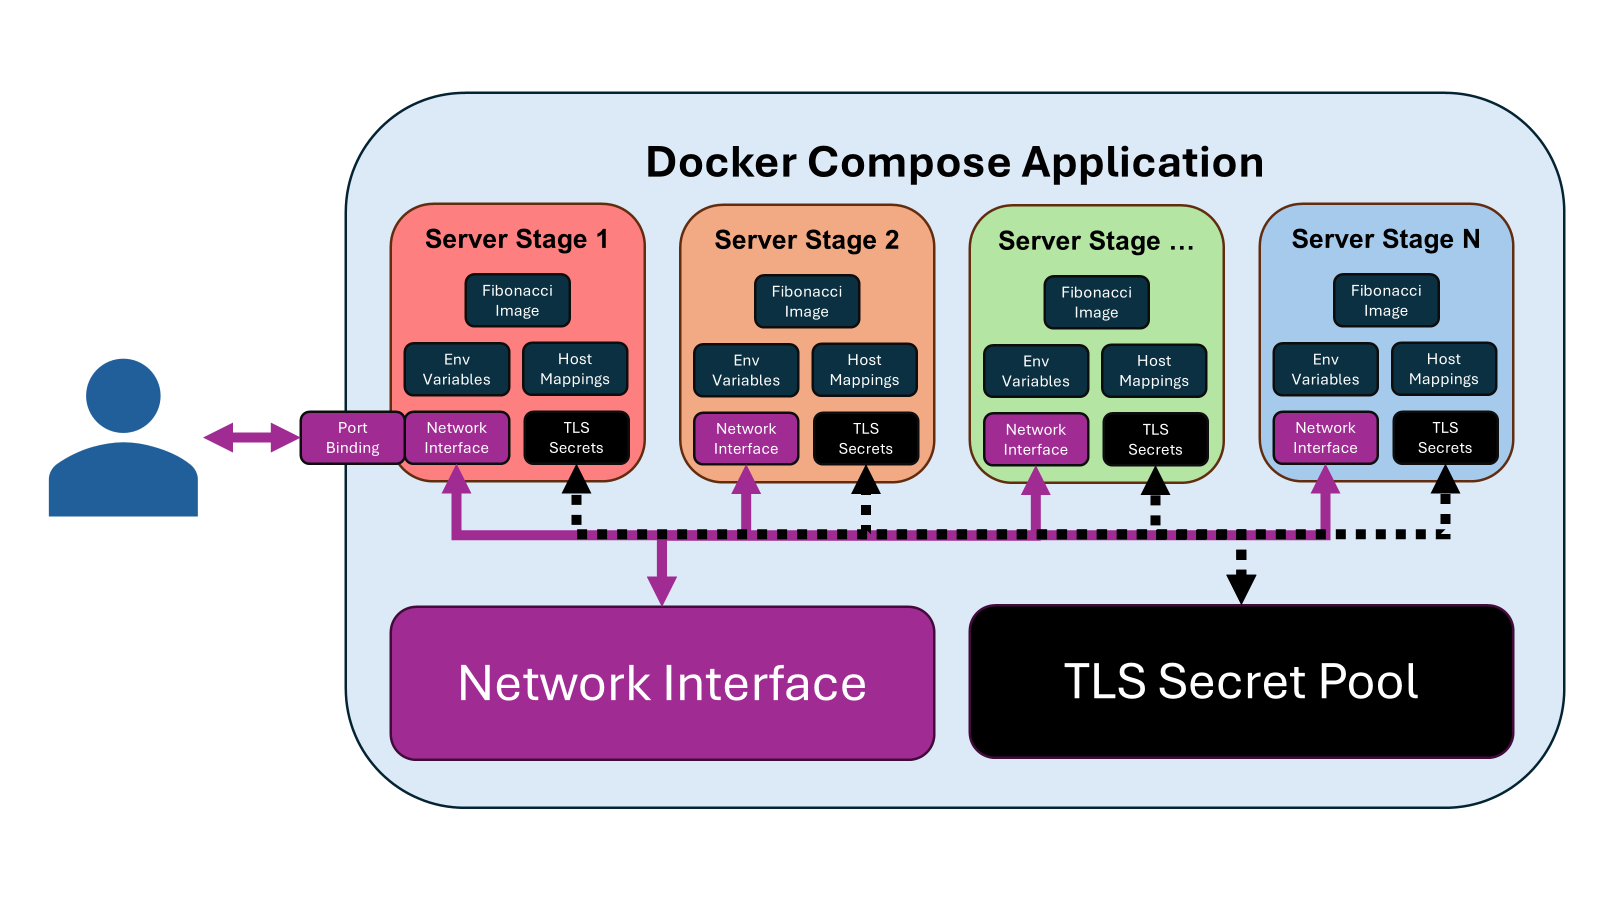 Docker Compose Application
Server Stage 1
Fibonacci
Image
Env
Variables
Host
Mappings
Port
Binding
Network
Interface
TLS
Secrets
Server Stage 2
Fibonacci
Image
Env
Variables
Host
Mappings
Network
Interface
TLS
Secrets
Server Stage ...
Fibonacci
Image
Env
Variables
Host
Mappings
Network
Interface
TLS
Secrets
Server Stage N
Fibonacci
Image
Env
Variables
Host
Mappings
Network
Interface
TLS
Secrets
Network Interface
TLS Secret Pool